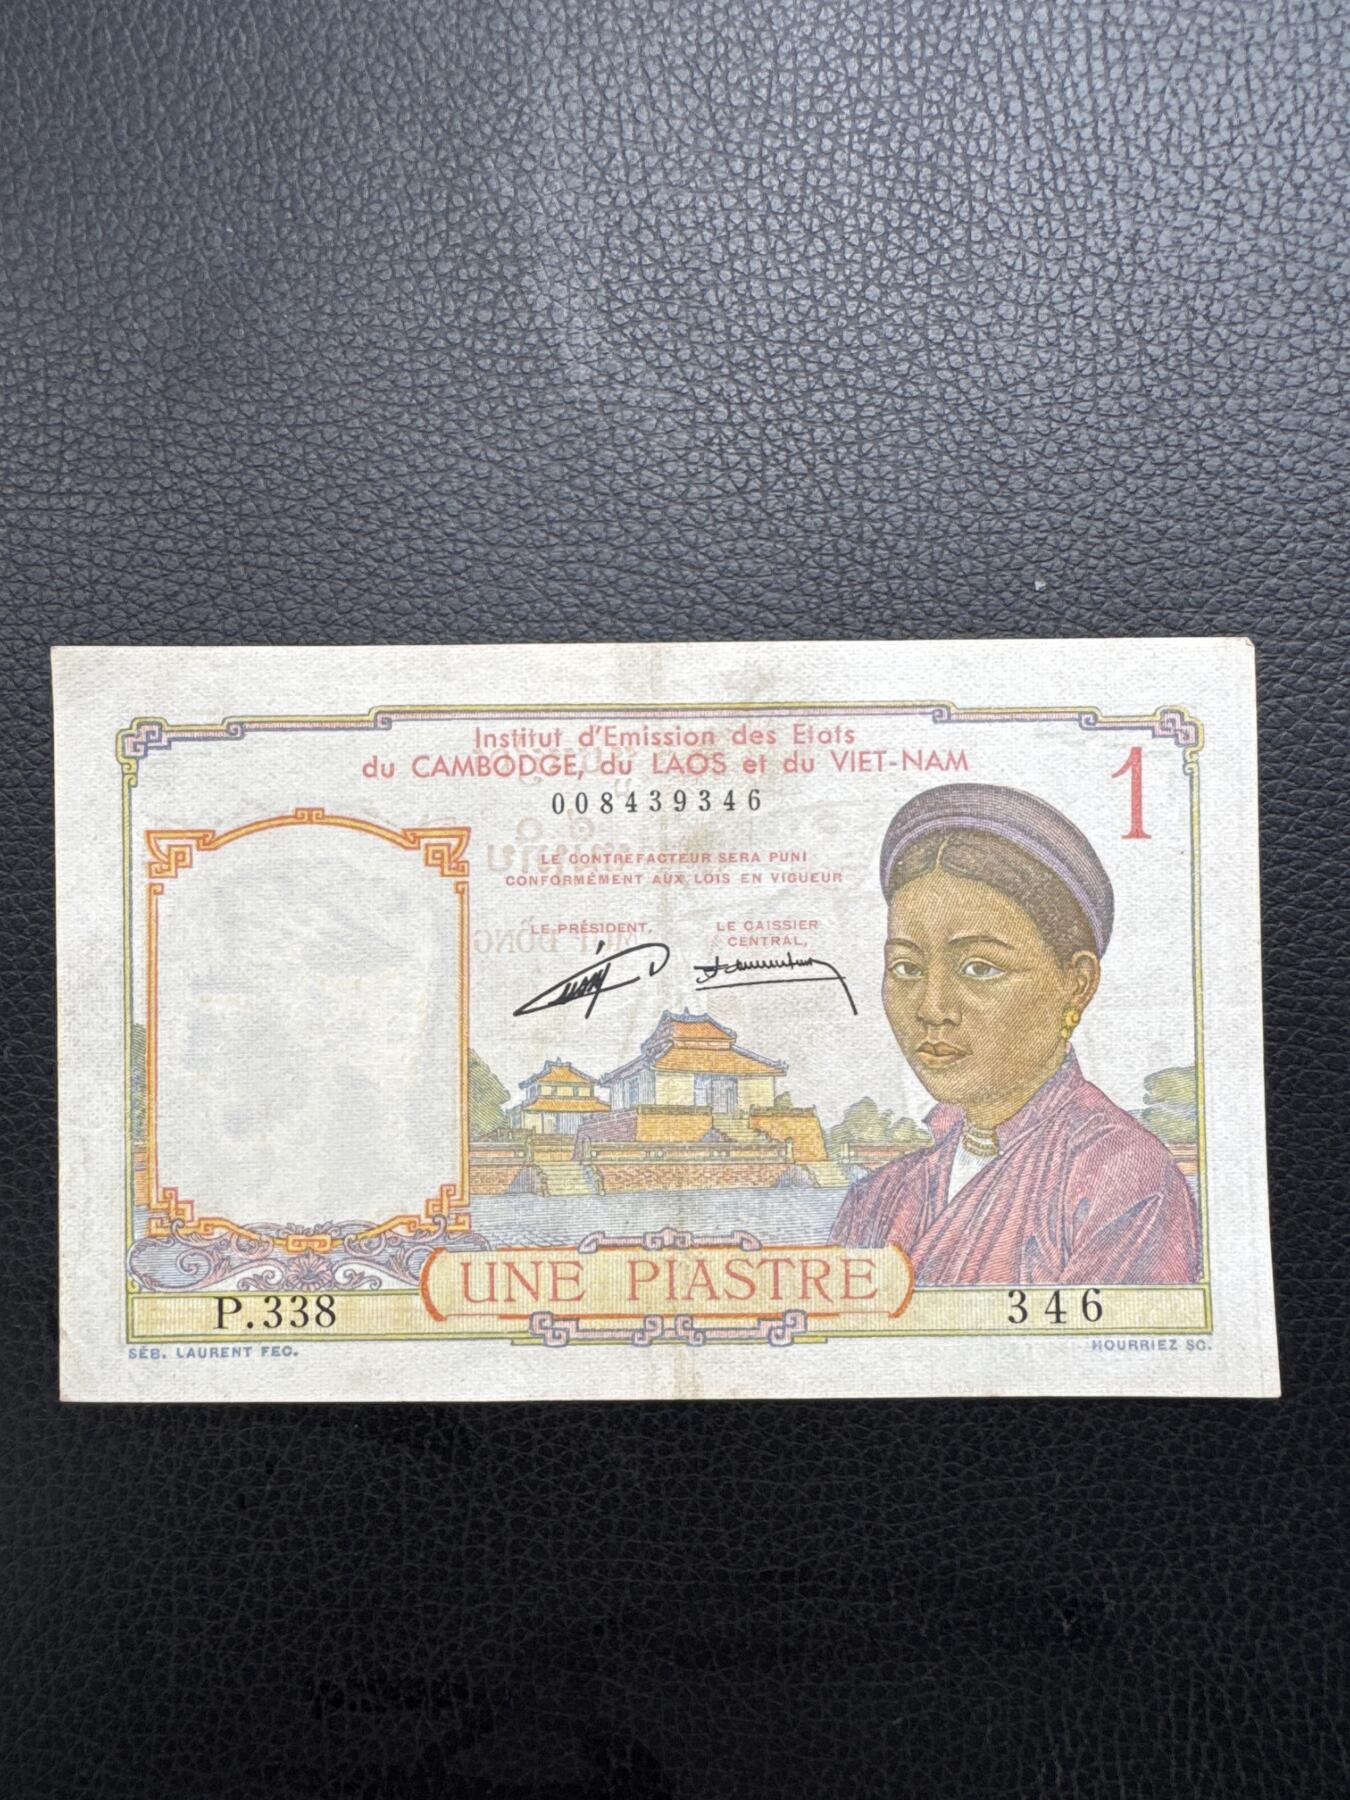 Institut d'Emission des Etats
du CAMBODGE, du LAOS et du VIET-NAM
1
008439346
LE CONTREFACTEUR SERA PUNI
CONFORMÉMENT AUX LOIS EN VIGUEUR
LE PRÉSIDENT,
LE CAISSIER
CENTRAL,
UNE PIASTRE
P.338
346
SÉB. LAURENT FEC.
HOURRIEZ SC.